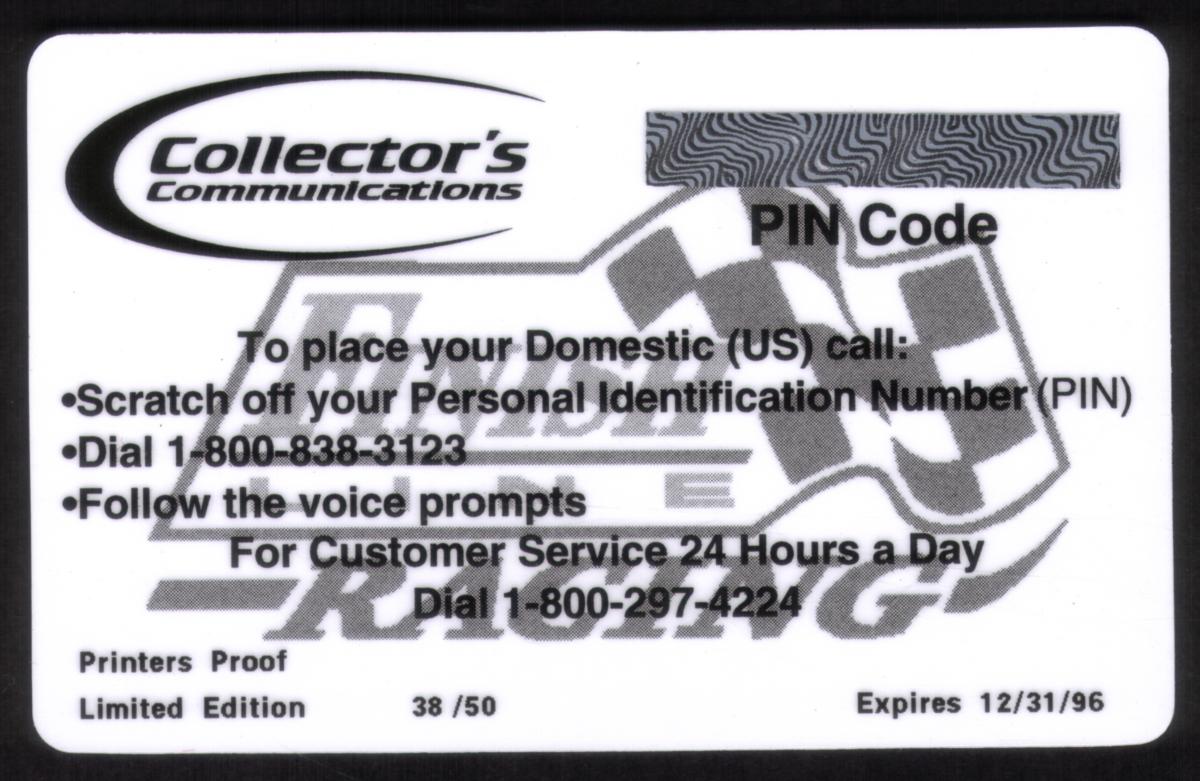 Collector's
Communications
PIN Code
To place your Domestic (US) call:
•Scratch off your Personal Identification Number (PIN)
•Dial 1-800-838-3123
•Follow the voice prompts
For Customer Service 24 Hours a Day
Dial 1-800-297-4224
FINISH
LINE
RACING
Printers Proof
Limited Edition 38 /50
Expires 12/31/96